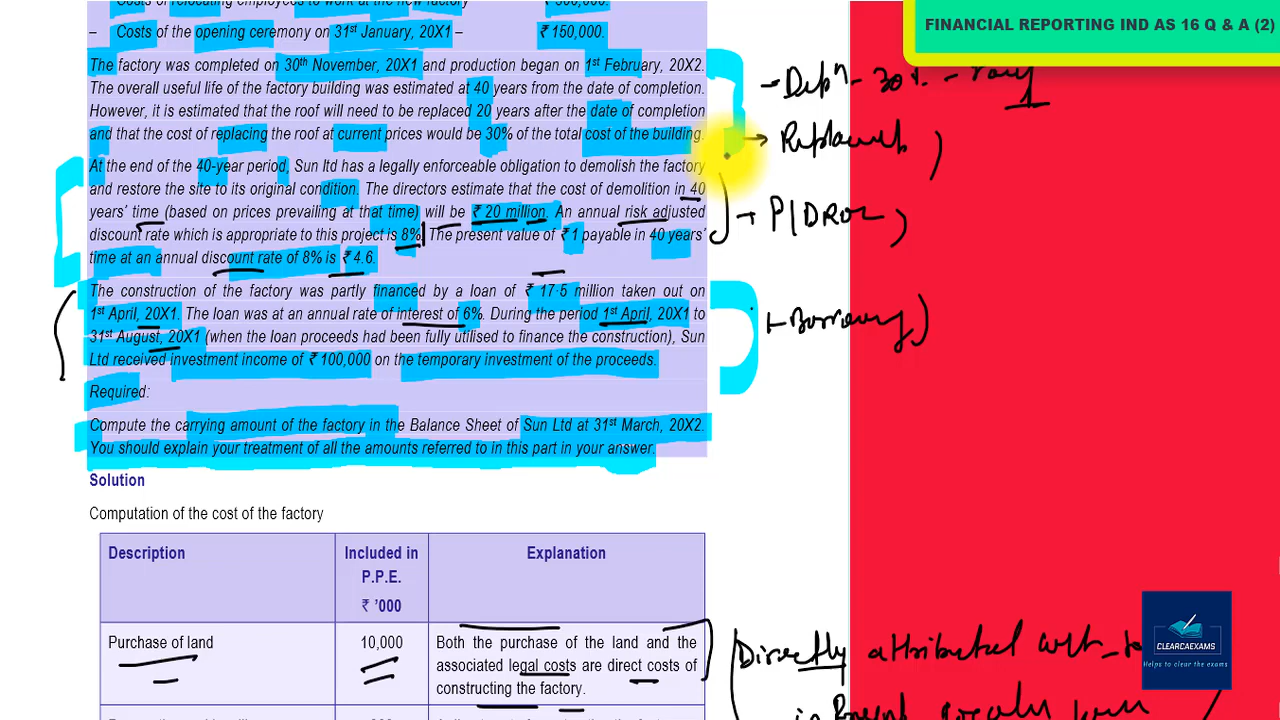 Costs of relocating employees to work at the new factory ₹ 300,000.
– Costs of the opening ceremony on 31st January, 20X1 – ₹ 150,000.
FINANCIAL REPORTING IND AS 16 Q & A (2)
The factory was completed on 30th November, 20X1 and production began on 1st February, 20X2.
The overall useful life of the factory building was estimated at 40 years from the date of completion.
However, it is estimated that the roof will need to be replaced 20 years after the date of completion
and that the cost of replacing the roof at current prices would be 30% of the total cost of the building.
At the end of the 40-year period, Sun ltd has a legally enforceable obligation to demolish the factory
and restore the site to its original condition. The directors estimate that the cost of demolition in 40
years' time (based on prices prevailing at that time) will be ₹ 20 million. An annual risk adjusted
discount rate which is appropriate to this project is 8%. The present value of ₹ 1 payable in 40 years'
time at an annual discount rate of 8% is ₹ 4.6.
The construction of the factory was partly financed by a loan of ₹ 17·5 million taken out on
1st April, 20X1. The loan was at an annual rate of interest of 6%. During the period 1st April, 20X1 to
31st August, 20X1 (when the loan proceeds had been fully utilised to finance the construction), Sun
Ltd received investment income of ₹ 100,000 on the temporary investment of the proceeds.
Required:
Compute the carrying amount of the factory in the Balance Sheet of Sun Ltd at 31st March, 20X2.
You should explain your treatment of all the amounts referred to in this part in your answer.
- Depn - 30% - roof
→ Replacement
+ P/DROC
+ Borrowing
Solution
Computation of the cost of the factory
Description Included in P.P.E. ₹ '000 Explanation
Purchase of land 10,000 Both the purchase of the land and the
associated legal costs are direct costs of
constructing the factory.
Directly attributed cost
CLEARCAEXAMS
Helps to clear the exams